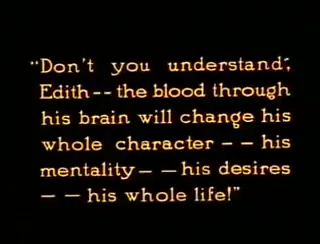 "Don't you understand,
Edith -- the blood through
his brain will change his
whole character -- his
mentality -- his desires
-- his whole life!"